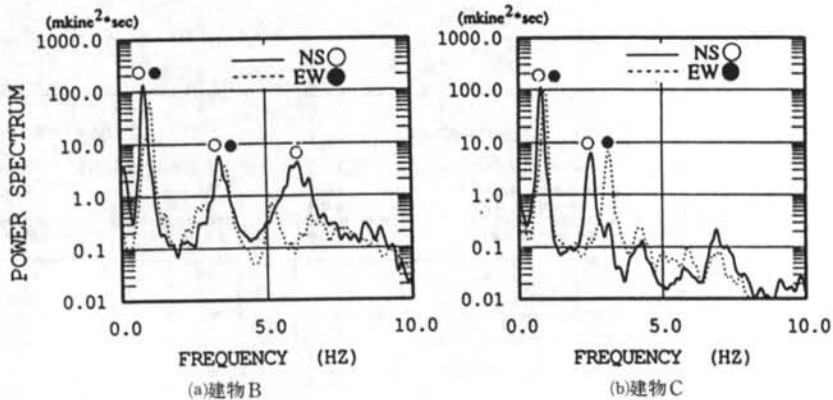 (mkine²*sec)
1000.0
100.0
10.0
1.0
0.1
0.01
POWER SPECTRUM
NS
EW
0.0 5.0 10.0
FREQUENCY (HZ)
(a)建物B
(mkine²*sec)
1000.0
100.0
10.0
1.0
0.1
0.01
NS
EW
0.0 5.0 10.0
FREQUENCY (HZ)
(b)建物C